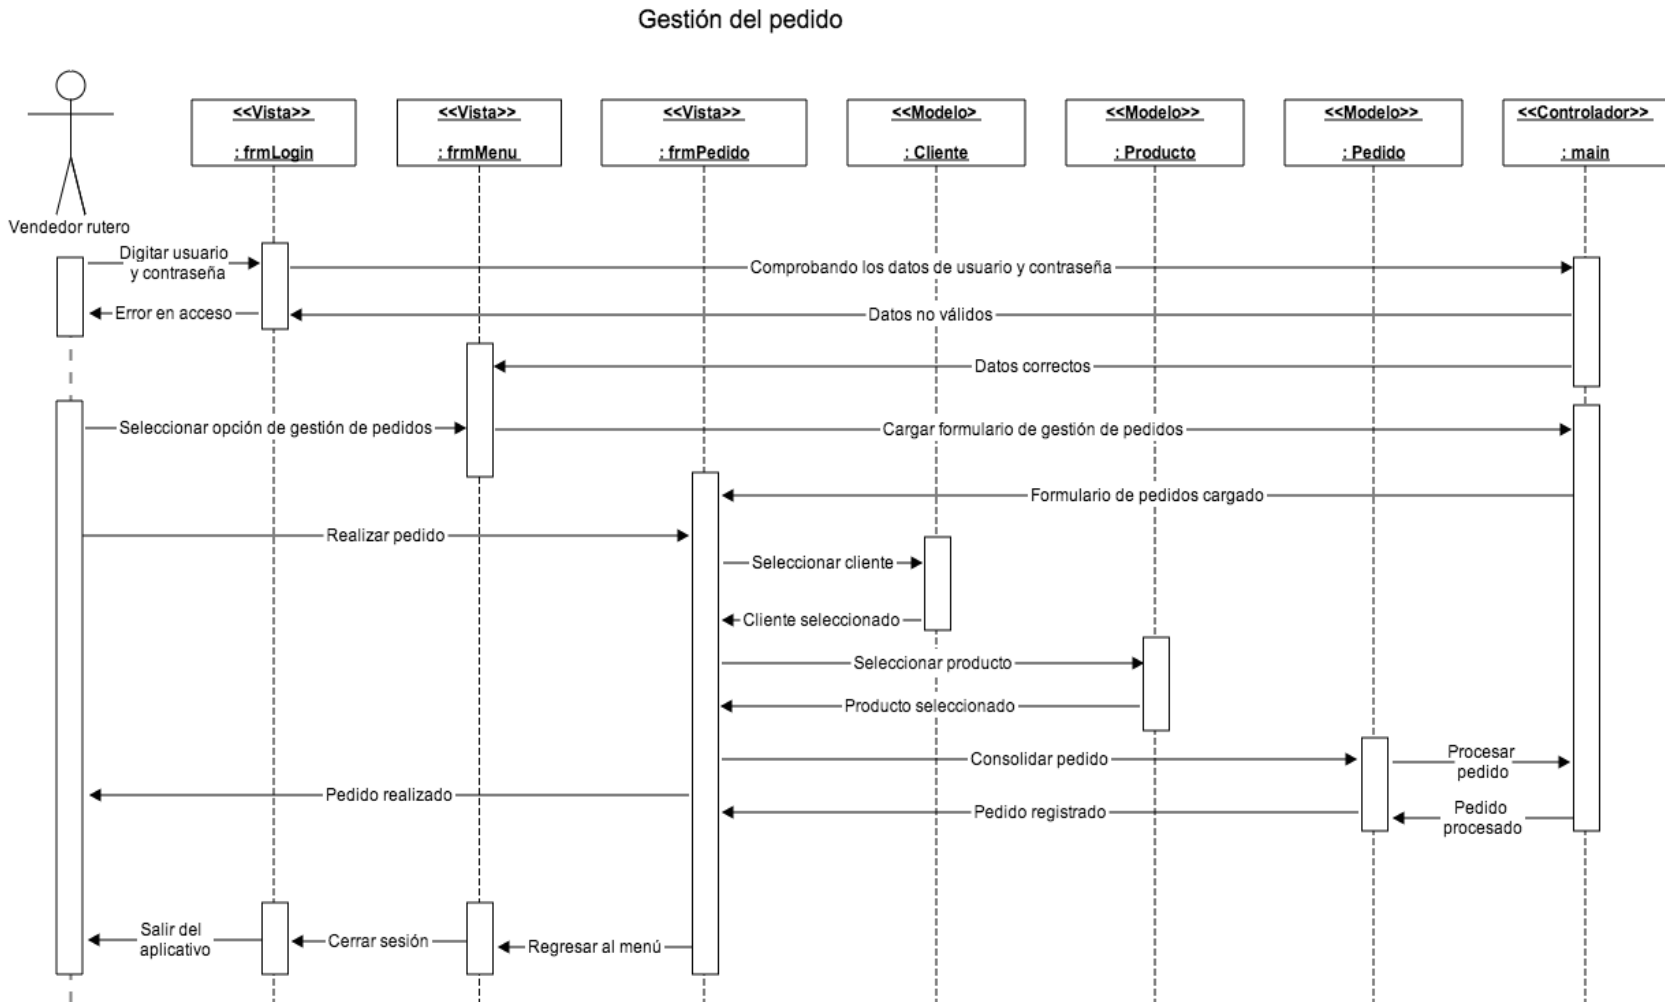 Gestión del pedido
<<Vista>>
: frmLogin
<<Vista>>
: frmMenu
<<Vista>>
: frmPedido
<<Modelo>
: Cliente
<<Modelo>>
: Producto
<<Modelo>>
: Pedido
<<Controlador>>
: main
Vendedor rutero
Digitar usuario
y contraseña
Comprobando los datos de usuario y contraseña
Error en acceso
Datos no válidos
Datos correctos
Seleccionar opción de gestión de pedidos
Cargar formulario de gestión de pedidos
Formulario de pedidos cargado
Realizar pedido
Seleccionar cliente
Cliente seleccionado
Seleccionar producto
Producto seleccionado
Consolidar pedido
Procesar
pedido
Pedido realizado
Pedido registrado
Pedido
procesado
Salir del
aplicativo
Cerrar sesión
Regresar al menú